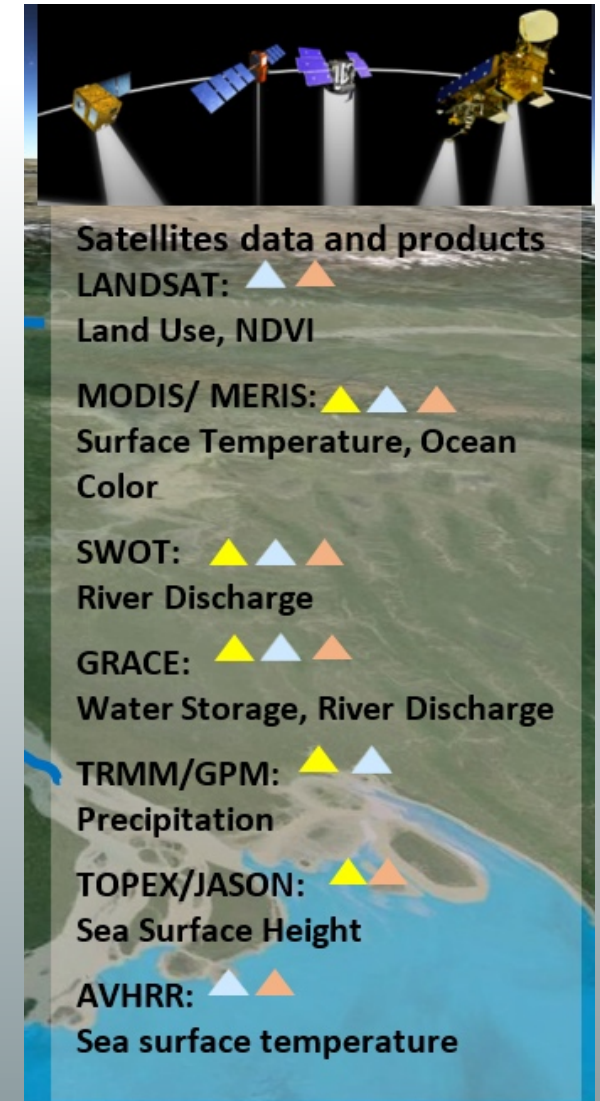 Satellites data and products
LANDSAT:
Land Use, NDVI
MODIS/ MERIS:
Surface Temperature, Ocean
Color
SWOT:
River Discharge
GRACE:
Water Storage, River Discharge
TRMM/GPM:
Precipitation
TOPEX/JASON:
Sea Surface Height
AVHRR:
Sea surface temperature